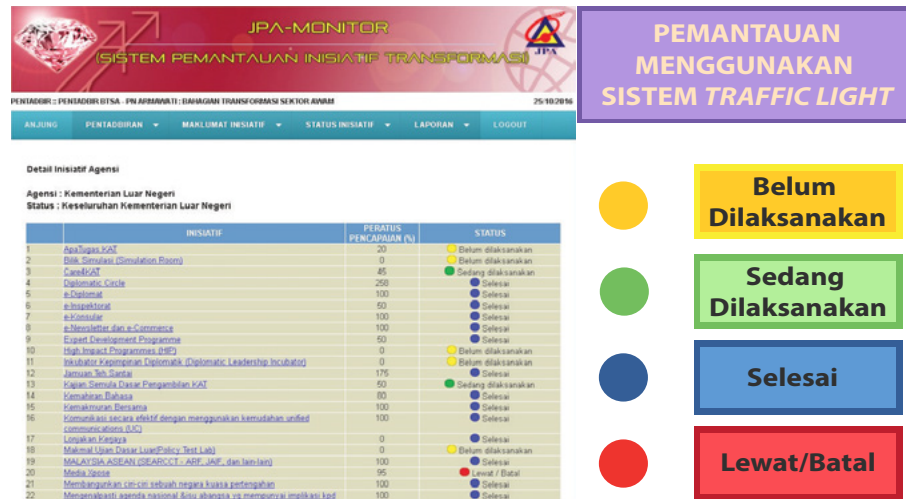 JPA-MONITOR
(SISTEM PEMANTAUAN INISIATIF TRANSFORMASI)
JPA
PENTADBIR :: PENTADBIR BTSA - PN ARMAWATI : BAHAGIAN TRANSFORMASI SEKTOR AWAM 25/10/2016
ANJUNG PENTADBIRAN MAKLUMAT INISIATIF STATUS INISIATIF LAPORAN LOGOUT
Detail Inisiatif Agensi
Agensi : Kementerian Luar Negeri
Status : Keseluruhan Kementerian Luar Negeri
INISIATIF PERATUS PENCAPAIAN (%) STATUS
1 ApaTugas KAT 20 Belum dilaksanakan
2 Bilik Simulasi (Simulation Room) 0 Belum dilaksanakan
3 Care4KAT 45 Sedang dilaksanakan
4 Diplomatic Circle 258 Selesai
5 e-Diplomat 100 Selesai
6 e-Inspektorat 50 Selesai
7 e-Konsular 100 Selesai
8 e-Newsletter dan e-Commerce 100 Selesai
9 Expert Development Programme 50 Selesai
10 High Impact Programmes (HIP) 0 Belum dilaksanakan
11 Inkubator Kepimpinan Diplomatik (Diplomatic Leadership Incubator) 0 Belum dilaksanakan
12 Jamuan Teh Santai 175 Selesai
13 Kajian Semula Dasar Pengambilan KAT 50 Sedang dilaksanakan
14 Kemahiran Bahasa 80 Selesai
15 Kemakmuran Bersama 100 Selesai
16 Komunikasi secara efektif dengan menggunakan kemudahan unified 100 Selesai
communications (UC)
17 Lonjakan Kerjaya 0 Selesai
18 Makmal Ujian Dasar Luar(Policy Test Lab) 0 Belum dilaksanakan
19 MALAYSIA ASEAN (SEARCCT - ARF, JAIF, dan lain-lain) 100 Selesai
20 Media Xpose 95 Lewat / Batal
21 Membangunkan ciri-ciri sebuah negara kuasa pertengahan 100 Selesai
22 Mengenalpasti agenda nasional &isu abangsa yg mempunyai implikasi kpd 100 Selesai
PEMANTAUAN
MENGGUNAKAN
SISTEM TRAFFIC LIGHT
Belum
Dilaksanakan
Sedang
Dilaksanakan
Selesai
Lewat/Batal